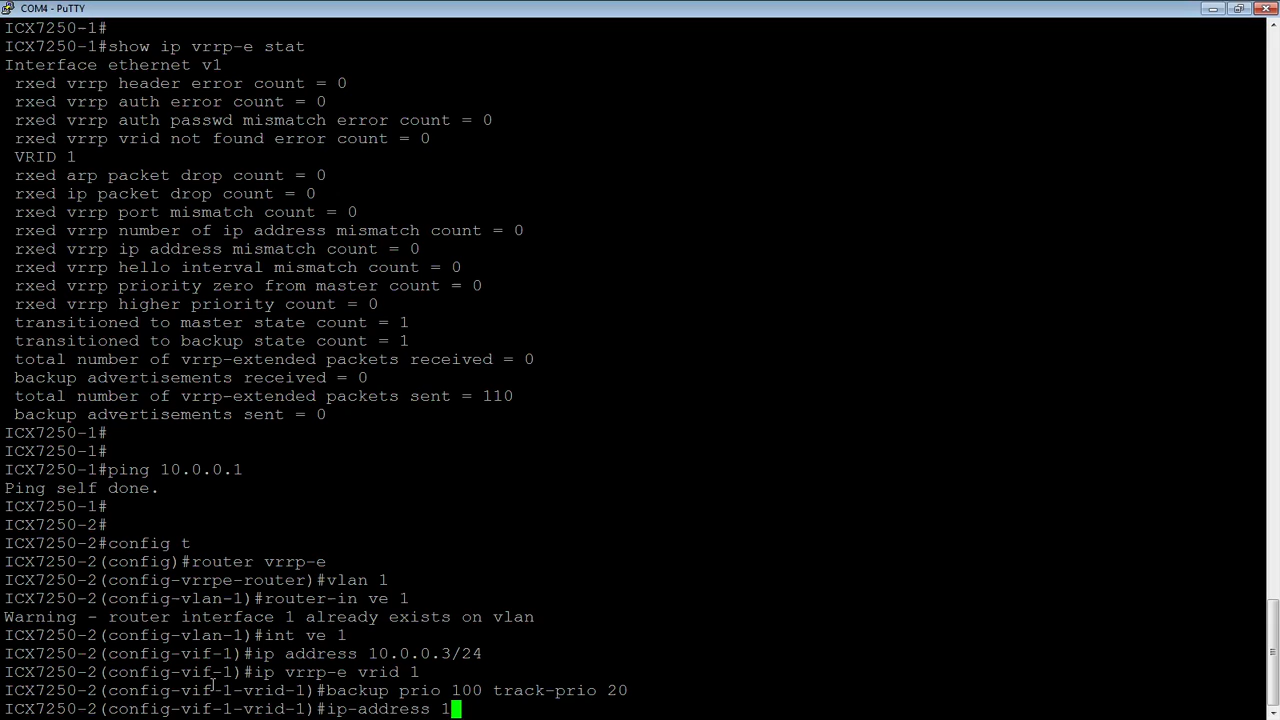 COM4 - PuTTY
ICX7250-1#
ICX7250-1#show ip vrrp-e stat
Interface ethernet v1
 rxed vrrp header error count = 0
 rxed vrrp auth error count = 0
 rxed vrrp auth passwd mismatch error count = 0
 rxed vrrp vrid not found error count = 0
 VRID 1
 rxed arp packet drop count = 0
 rxed ip packet drop count = 0
 rxed vrrp port mismatch count = 0
 rxed vrrp number of ip address mismatch count = 0
 rxed vrrp ip address mismatch count = 0
 rxed vrrp hello interval mismatch count = 0
 rxed vrrp priority zero from master count = 0
 rxed vrrp higher priority count = 0
 transitioned to master state count = 1
 transitioned to backup state count = 1
 total number of vrrp-extended packets received = 0
 backup advertisements received = 0
 total number of vrrp-extended packets sent = 110
 backup advertisements sent = 0
ICX7250-1#
ICX7250-1#
ICX7250-1#ping 10.0.0.1
Ping self done.
ICX7250-1#
ICX7250-2#
ICX7250-2#config t
ICX7250-2(config)#router vrrp-e
ICX7250-2(config-vrrpe-router)#vlan 1
ICX7250-2(config-vlan-1)#router-in ve 1
Warning - router interface 1 already exists on vlan
ICX7250-2(config-vlan-1)#int ve 1
ICX7250-2(config-vif-1)#ip address 10.0.0.3/24
ICX7250-2(config-vif-1)#ip vrrp-e vrid 1
ICX7250-2(config-vif-1-vrid-1)#backup prio 100 track-prio 20
ICX7250-2(config-vif-1-vrid-1)#ip-address 1